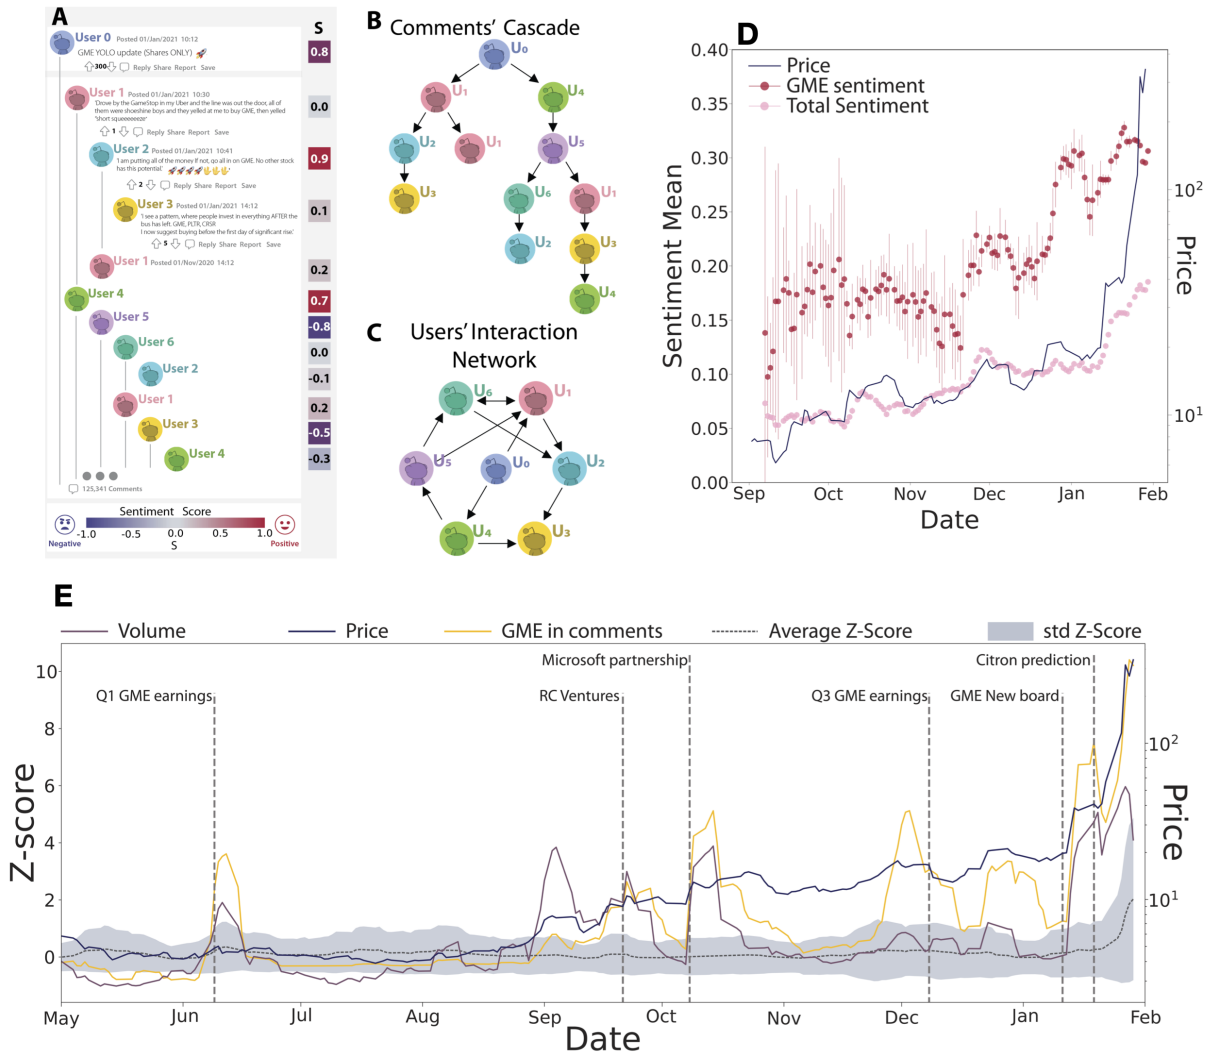 A
S
User 0 Posted 01/Jan/2021 10:12
GME YOLO update (Shares ONLY) 🚀
300 Reply Share Report Save
0.8
User 1 Posted 01/Jan/2021 10:30
'Drove by the GameStop in my Uber and the line was out the door, all of
them were shoeshine boys and they yelled at me to buy GME, then yelled
'short squeeeeeeze'
1 Reply Share Report Save
0.0
User 2 Posted 01/Jan/2021 10:41
'I am putting all of the money if not, go all in on GME. No other stock
has this potential.'
2 Reply Share Report Save
0.9
User 3 Posted 01/Jan/2021 14:12
'I see a pattern, where people invest in everything AFTER the
bus has left. GME, PLTR, CRSR
I now suggest buying before the first day of significant rise.'
5 Reply Share Report Save
0.1
User 1 Posted 01/Nov/2020 14:12
0.2
User 4
0.7
User 5
-0.8
User 6
0.0
User 2
-0.1
User 1
0.2
User 3
-0.5
User 4
-0.3
125,341 Comments
Sentiment Score
-1.0 -0.5 0.0 0.5 1.0
Negative
S
Positive
B
Comments' Cascade
U0
U1 U4
U2 U1 U5
U3 U6 U1
U2 U3
U4
C
Users' Interaction
Network
U6 U1
U5 U0 U2
U4 U3
D
Price
GME sentiment
Total Sentiment
Sentiment Mean
0.40
0.35
0.30
0.25
0.20
0.15
0.10
0.05
0.00
10²
10¹
Price
Sep Oct Nov Dec Jan Feb
Date
E
Volume Price GME in comments Average Z-Score std Z-Score
Microsoft partnership
Citron prediction
Q1 GME earnings
RC Ventures
Q3 GME earnings
GME New board
Z-score
10
8
6
4
2
0
10²
10¹
Price
May Jun Jul Aug Sep Oct Nov Dec Jan Feb
Date